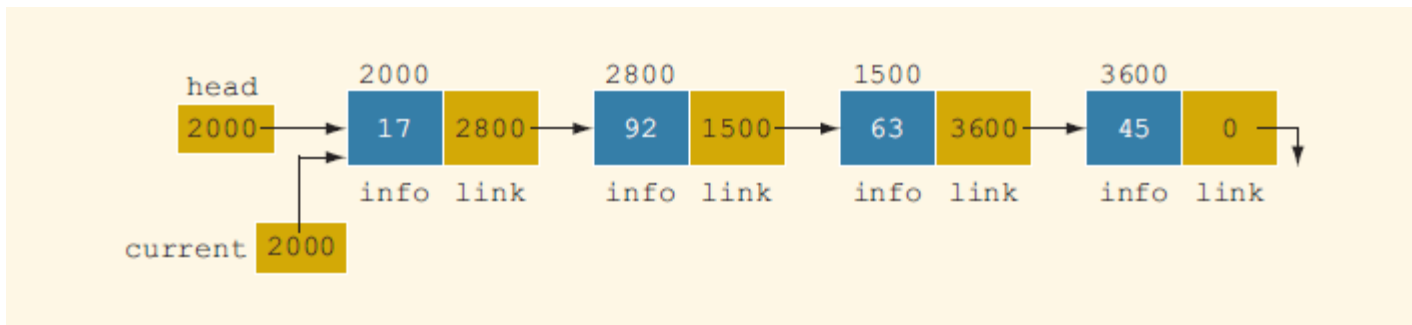 2000 2800 1500 3600
head
2000 17 2800 92 1500 63 3600 45 0
info link info link info link info link
current 2000